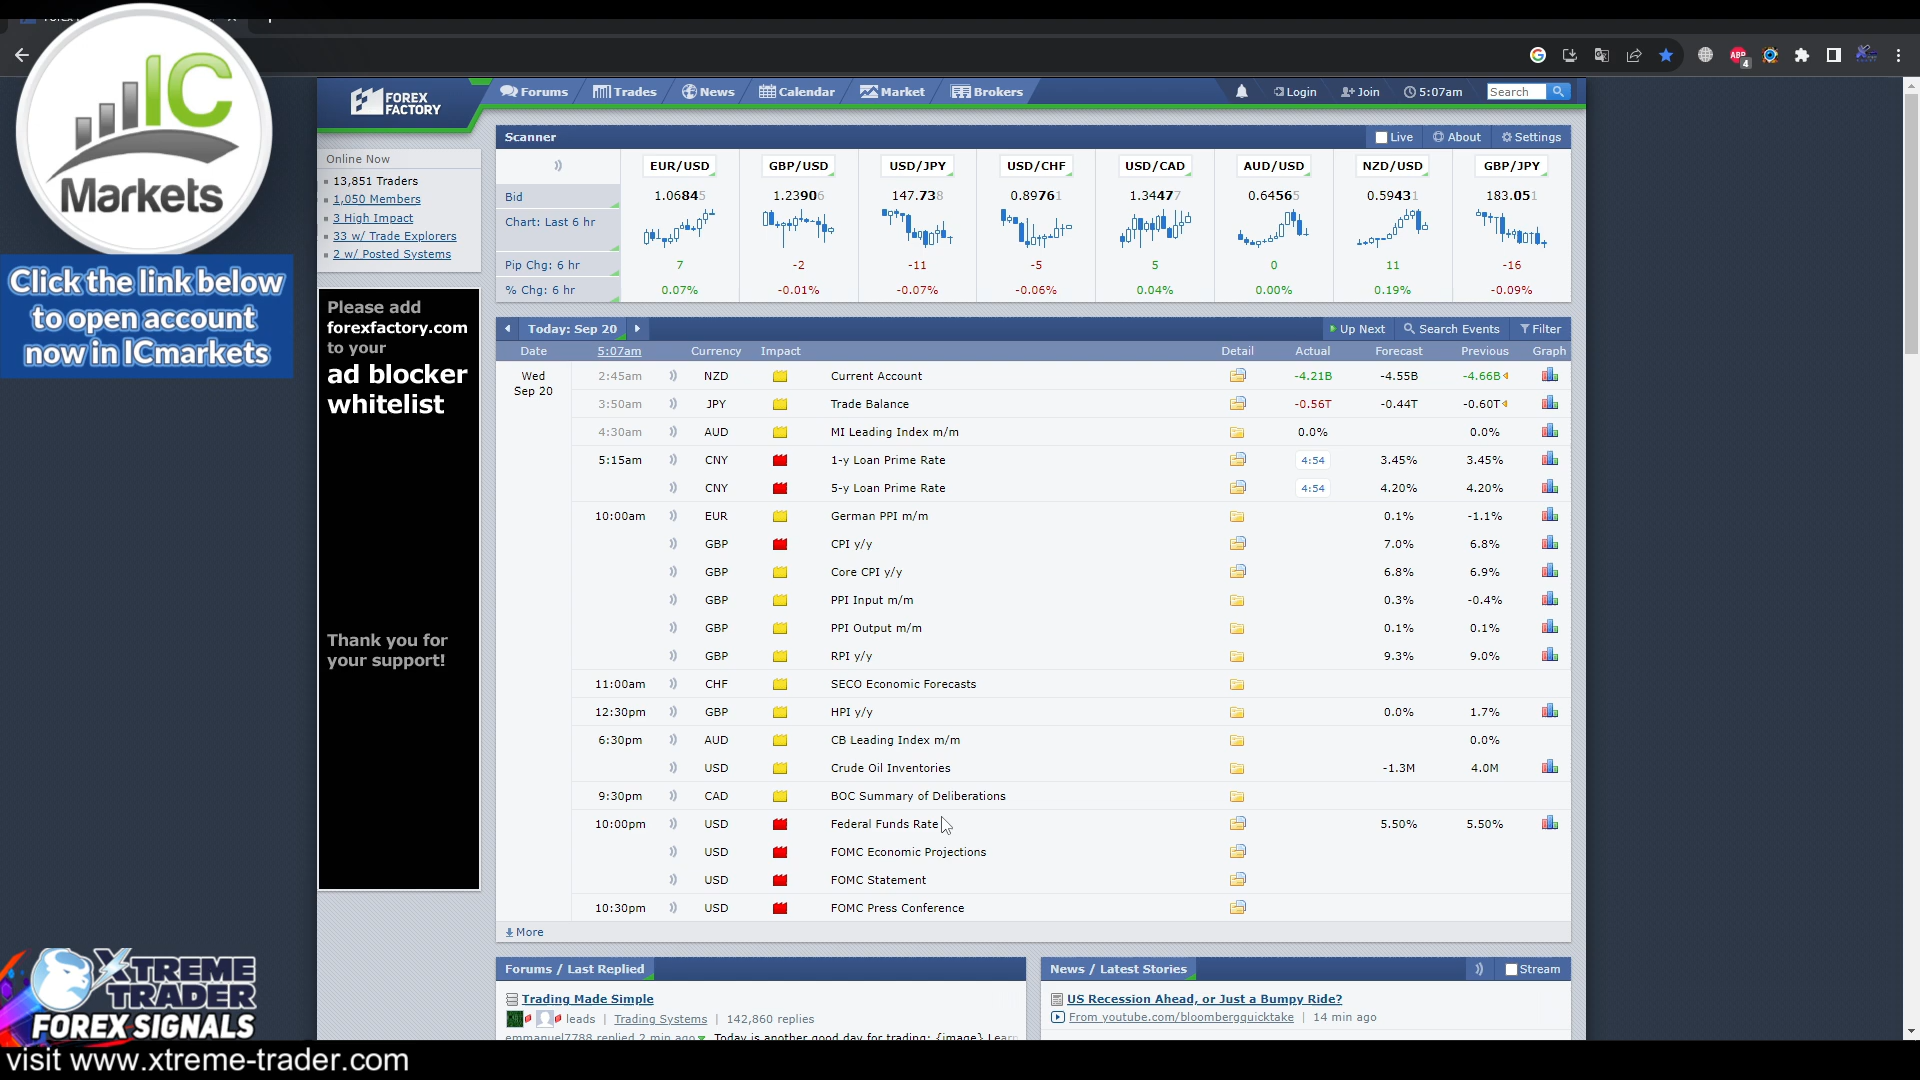 IC
Markets
Click the link below
to open account
now in ICmarkets
ABP
4
FOREX
FACTORY
Forums
Trades
News
Calendar
Market
Brokers
Login
Join
5:07am
Search
Online Now
13,851 Traders
1,050 Members
3 High Impact
33 w/ Trade Explorers
2 w/ Posted Systems
Please add
forexfactory.com
to your
ad blocker
whitelist
Thank you for
your support!
Scanner Live About Settings
EUR/USD GBP/USD USD/JPY USD/CHF USD/CAD AUD/USD NZD/USD GBP/JPY
Bid 1.06845 1.23906 147.738 0.89761 1.34477 0.64565 0.59431 183.051
Chart: Last 6 hr
Pip Chg: 6 hr 7 -2 -11 -5 5 0 11 -16
% Chg: 6 hr 0.07% -0.01% -0.07% -0.06% 0.04% 0.00% 0.19% -0.09%
Today: Sep 20 Up Next Search Events Filter
Date 5:07am Currency Impact Detail Actual Forecast Previous Graph
Wed
Sep 20
2:45am NZD Current Account -4.21B -4.55B -4.66B
3:50am JPY Trade Balance -0.56T -0.44T -0.60T
4:30am AUD MI Leading Index m/m 0.0% 0.0%
5:15am CNY 1-y Loan Prime Rate 4:54 3.45% 3.45%
CNY 5-y Loan Prime Rate 4:54 4.20% 4.20%
10:00am EUR German PPI m/m 0.1% -1.1%
GBP CPI y/y 7.0% 6.8%
GBP Core CPI y/y 6.8% 6.9%
GBP PPI Input m/m 0.3% -0.4%
GBP PPI Output m/m 0.1% 0.1%
GBP RPI y/y 9.3% 9.0%
11:00am CHF SECO Economic Forecasts
12:30pm GBP HPI y/y 0.0% 1.7%
6:30pm AUD CB Leading Index m/m 0.0%
USD Crude Oil Inventories -1.3M 4.0M
9:30pm CAD BOC Summary of Deliberations
10:00pm USD Federal Funds Rate 5.50% 5.50%
USD FOMC Economic Projections
USD FOMC Statement
10:30pm USD FOMC Press Conference
More
Forums / Last Replied
Trading Made Simple
leads | Trading Systems | 142,860 replies
emmanuel7788 replied 2 min ago Today is another good day for trading: {image} Lear
News / Latest Stories Stream
US Recession Ahead, or Just a Bumpy Ride?
From youtube.com/bloombergquicktake | 14 min ago
XTREME
TRADER
FOREX SIGNALS
visit www.xtreme-trader.com